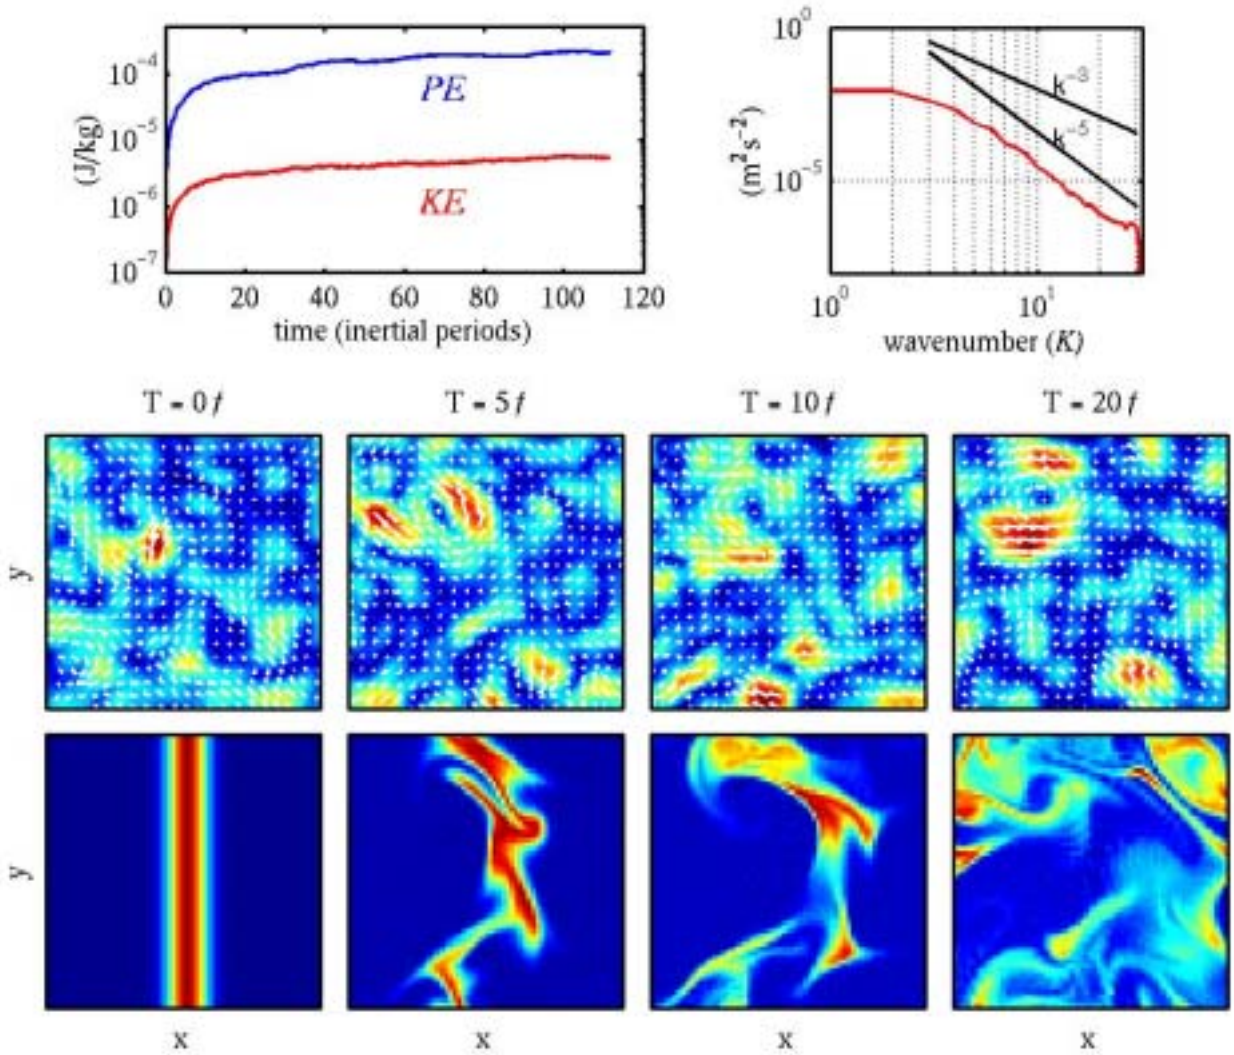 10⁻⁴
10⁻⁵
10⁻⁶
10⁻⁷
(J/kg)
PE
KE
0 20 40 60 80 100 120
time (inertial periods)
10⁰
10⁻⁵
(m²s⁻²)
k⁻³
k⁻⁵
10⁰ 10¹
wavenumber (K)
T = 0 f T = 5 f T = 10 f T = 20 f
y
y
x x x x